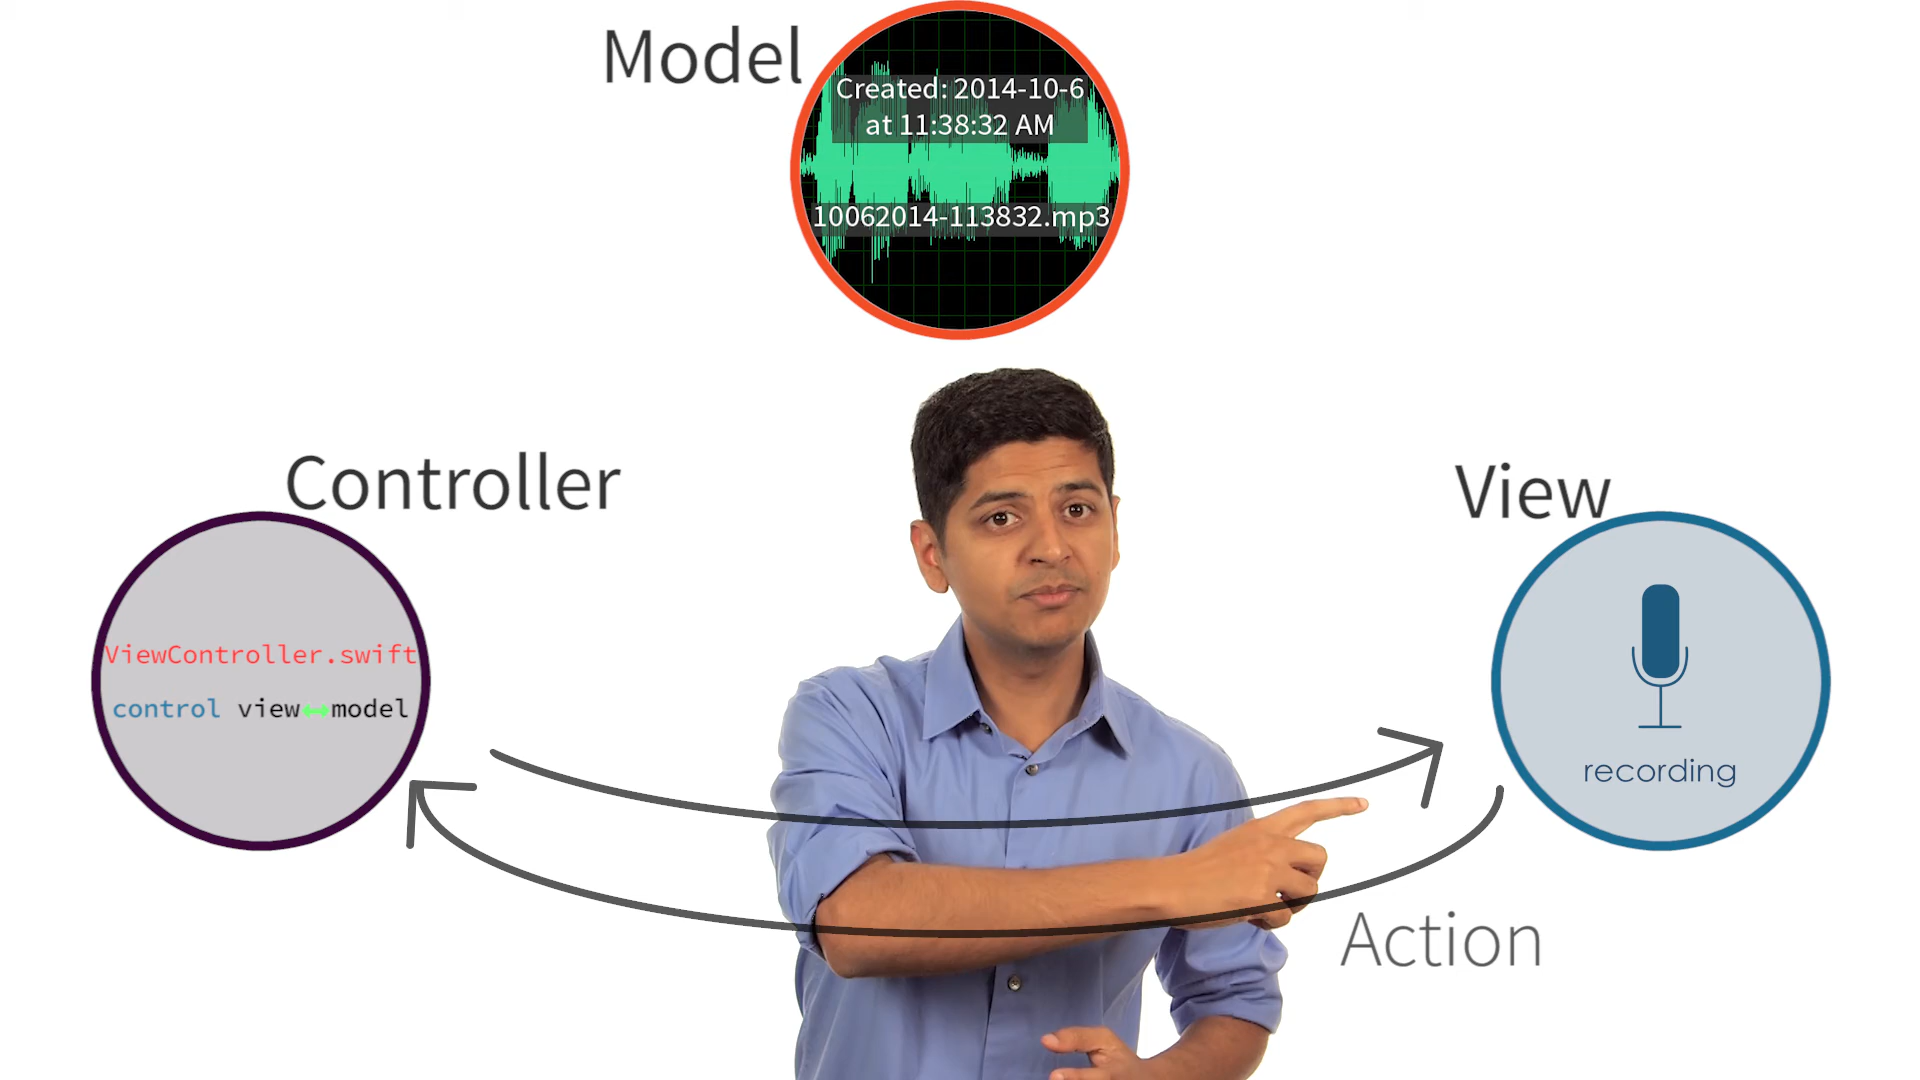 Model
Created: 2014-10-6
at 11:38:32 AM
10062014-113832.mp3
Controller
ViewController.swift
control view↔model
View
recording
Action